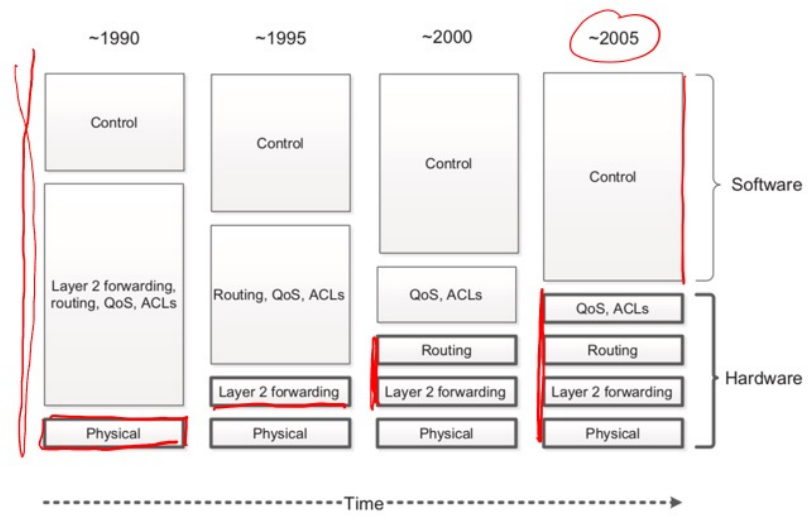 ~1990
~1995
~2000
~2005
Control
Control
Control
Control
Software
Layer 2 forwarding,
routing, QoS, ACLs
Routing, QoS, ACLs
QoS, ACLs
QoS, ACLs
Routing
Routing
Hardware
Layer 2 forwarding
Layer 2 forwarding
Layer 2 forwarding
Physical
Physical
Physical
Physical
Time